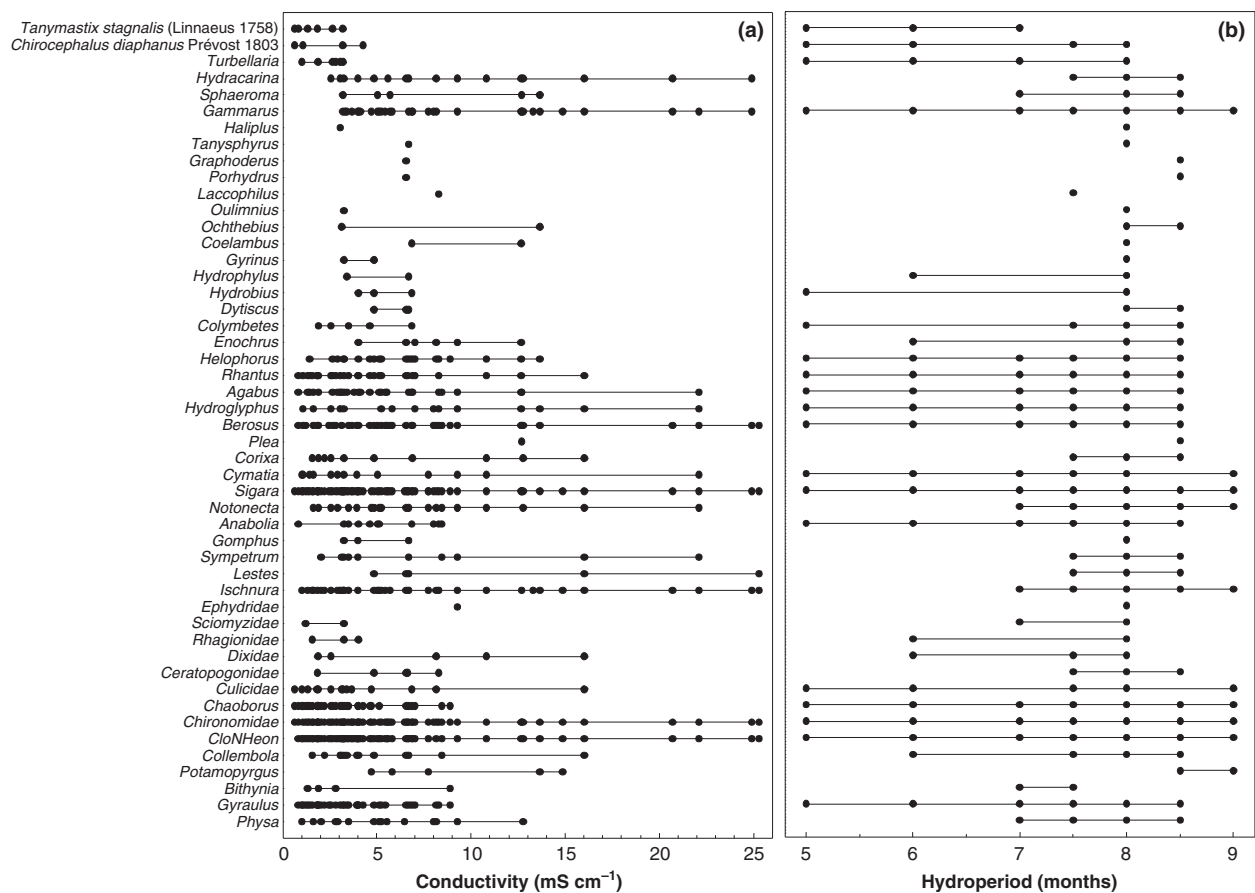 (a)
(b)
Tanymastix stagnalis (Linnaeus 1758)
Chirocephalus diaphanus Prévost 1803
Turbellaria
Hydracarina
Sphaeroma
Gammarus
Haliplus
Tanysphyrus
Graphoderus
Porhydrus
Laccophilus
Oulimnius
Ochthebius
Coelambus
Gyrinus
Hydrophylus
Hydrobius
Dytiscus
Colymbetes
Enochrus
Helophorus
Rhantus
Agabus
Hydroglyphus
Berosus
Plea
Corixa
Cymatia
Sigara
Notonecta
Anabolia
Gomphus
Sympetrum
Lestes
Ischnura
Ephydridae
Sciomyzidae
Rhagionidae
Dixidae
Ceratopogonidae
Culicidae
Chaoborus
Chironomidae
CloNHeon
Collembola
Potamopyrgus
Bithynia
Gyraulus
Physa
0 5 10 15 20 25
Conductivity (mS cm⁻¹)
5 6 7 8 9
Hydroperiod (months)